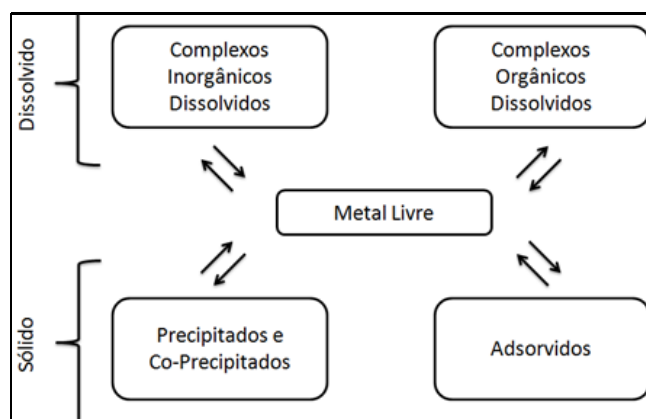 Dissolvido
Complexos
Inorgânicos
Dissolvidos
Complexos
Orgânicos
Dissolvidos
Metal Livre
Sólido
Precipitados e
Co-Precipitados
Adsorvidos